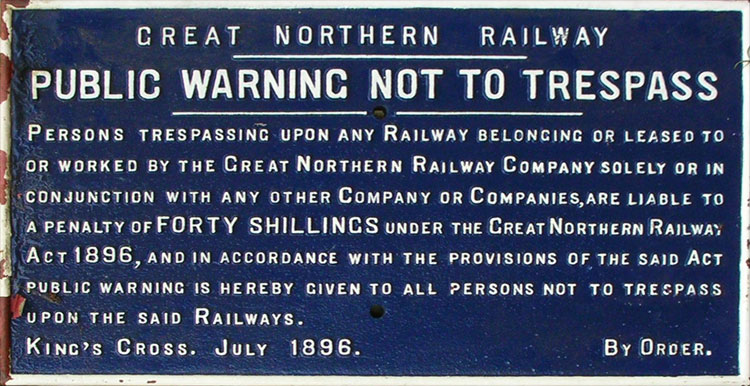 GREAT NORTHERN RAILWAY
PUBLIC WARNING NOT TO TRESPASS
PERSONS TRESPASSING UPON ANY RAILWAY BELONGING OR LEASED TO
OR WORKED BY THE GREAT NORTHERN RAILWAY COMPANY SOLELY OR IN
CONJUNCTION WITH ANY OTHER COMPANY OR COMPANIES, ARE LIABLE TO
A PENALTY OF FORTY SHILLINGS UNDER THE GREAT NORTHERN RAILWAY
ACT 1896, AND IN ACCORDANCE WITH THE PROVISIONS OF THE SAID ACT
PUBLIC WARNING IS HEREBY GIVEN TO ALL PERSONS NOT TO TRESPASS
UPON THE SAID RAILWAYS.
KING'S CROSS. JULY 1896. BY ORDER.